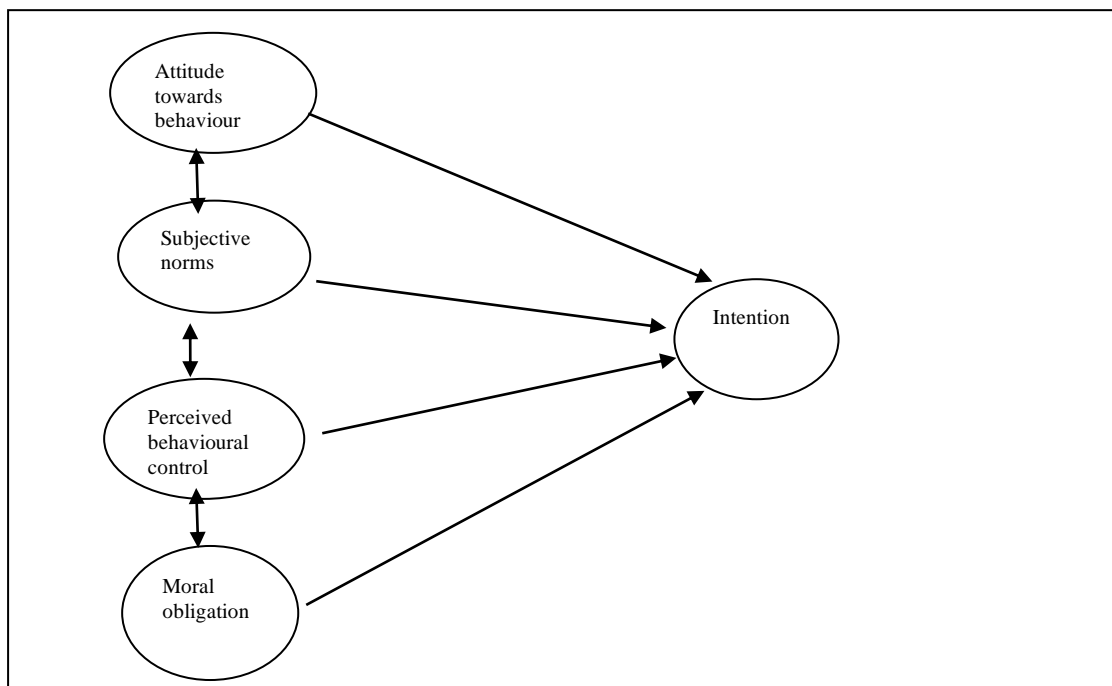 Attitude
towards
behaviour
Subjective
norms
Intention
Perceived
behavioural
control
Moral
obligation